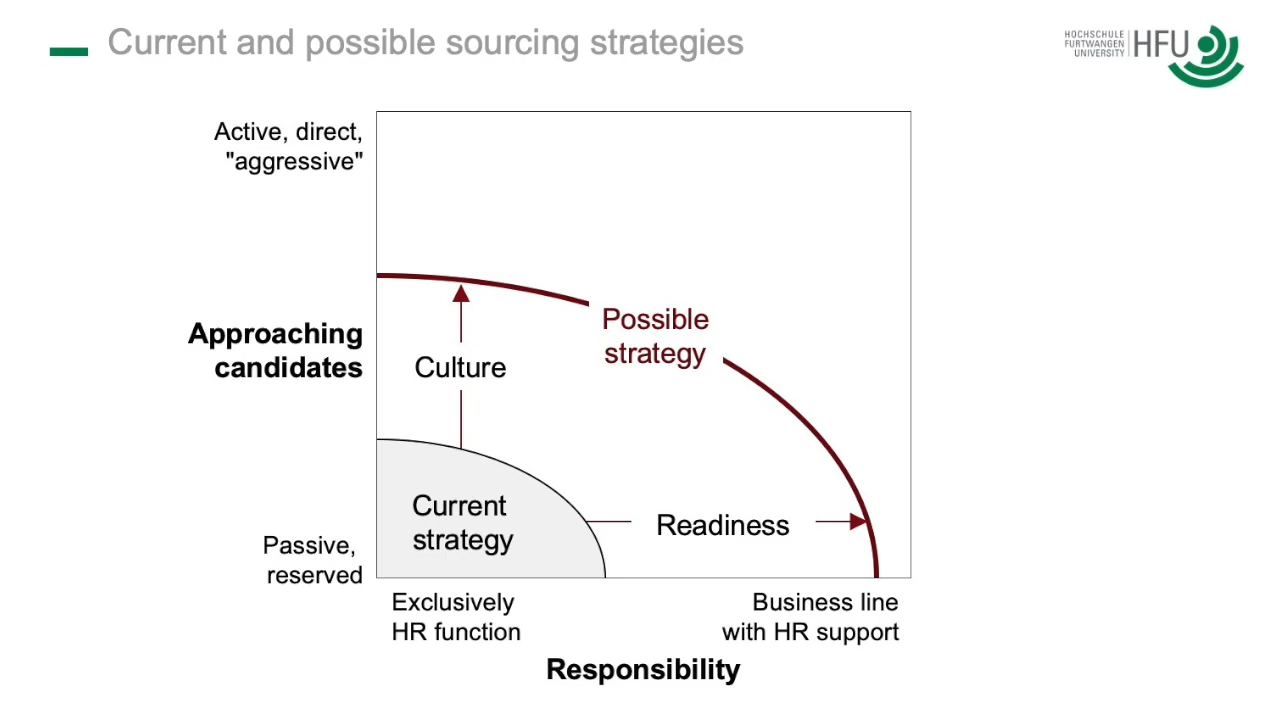 Current and possible sourcing strategies
HOCHSCHULE
FURTWANGEN
UNIVERSITY
HFU
Active, direct,
"aggressive"
Approaching
candidates
Possible
strategy
Culture
Current
strategy
Readiness
Passive,
reserved
Exclusively
HR function
Business line
with HR support
Responsibility